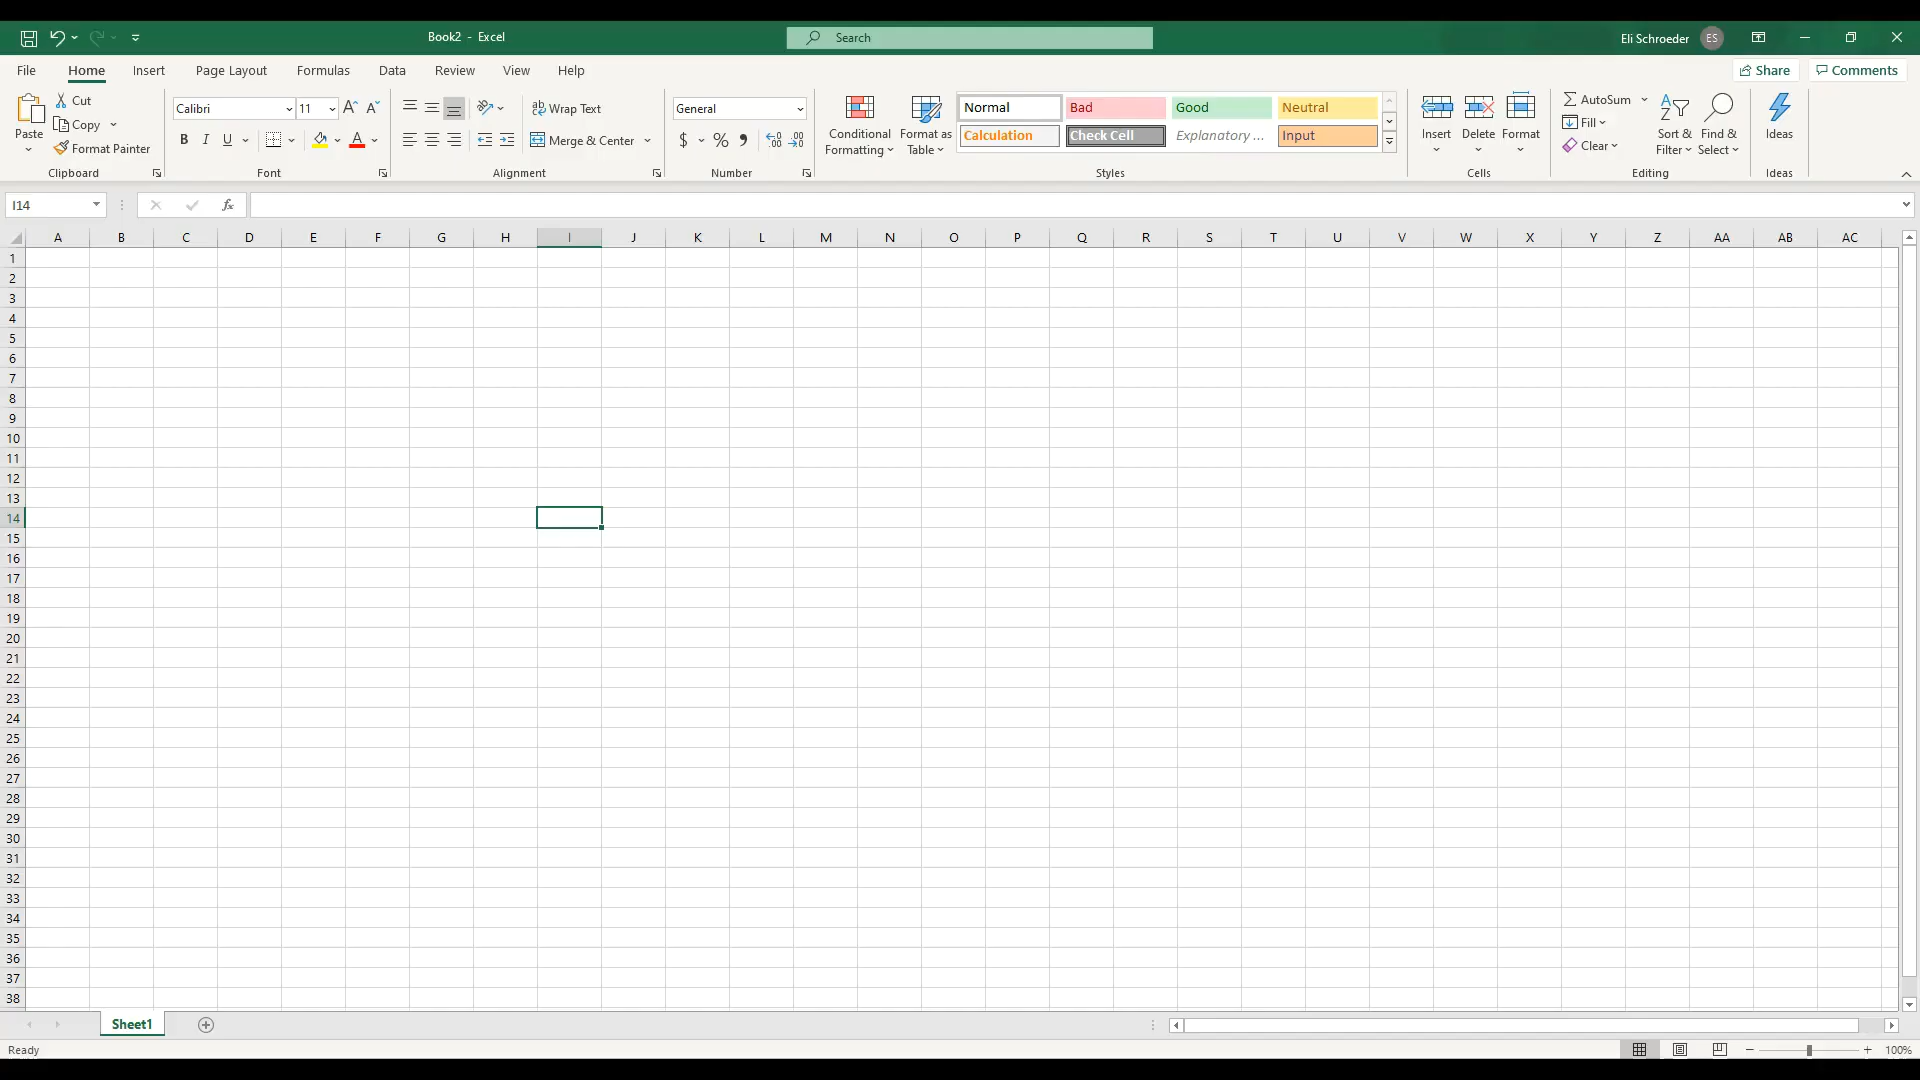 Book2 - Excel
Search
Eli Schroeder
ES
File
Home
Insert
Page Layout
Formulas
Data
Review
View
Help
Share
Comments
Paste
Cut
Copy
Format Painter
Clipboard
Calibri
11
B I U
Font
Wrap Text
Merge & Center
Alignment
General
$ % ,
Number
Conditional
Formatting
Format as
Table
Normal
Bad
Good
Neutral
Calculation
Check Cell
Explanatory ...
Input
Styles
Insert
Delete
Format
Cells
AutoSum
Fill
Clear
Sort &
Filter
Find &
Select
Editing
Ideas
Ideas
I14
fx
A B C D E F G H I J K L M N O P Q R S T U V W X Y Z AA AB AC
1
2
3
4
5
6
7
8
9
10
11
12
13
14
15
16
17
18
19
20
21
22
23
24
25
26
27
28
29
30
31
32
33
34
35
36
37
38
Sheet1
Ready
100%